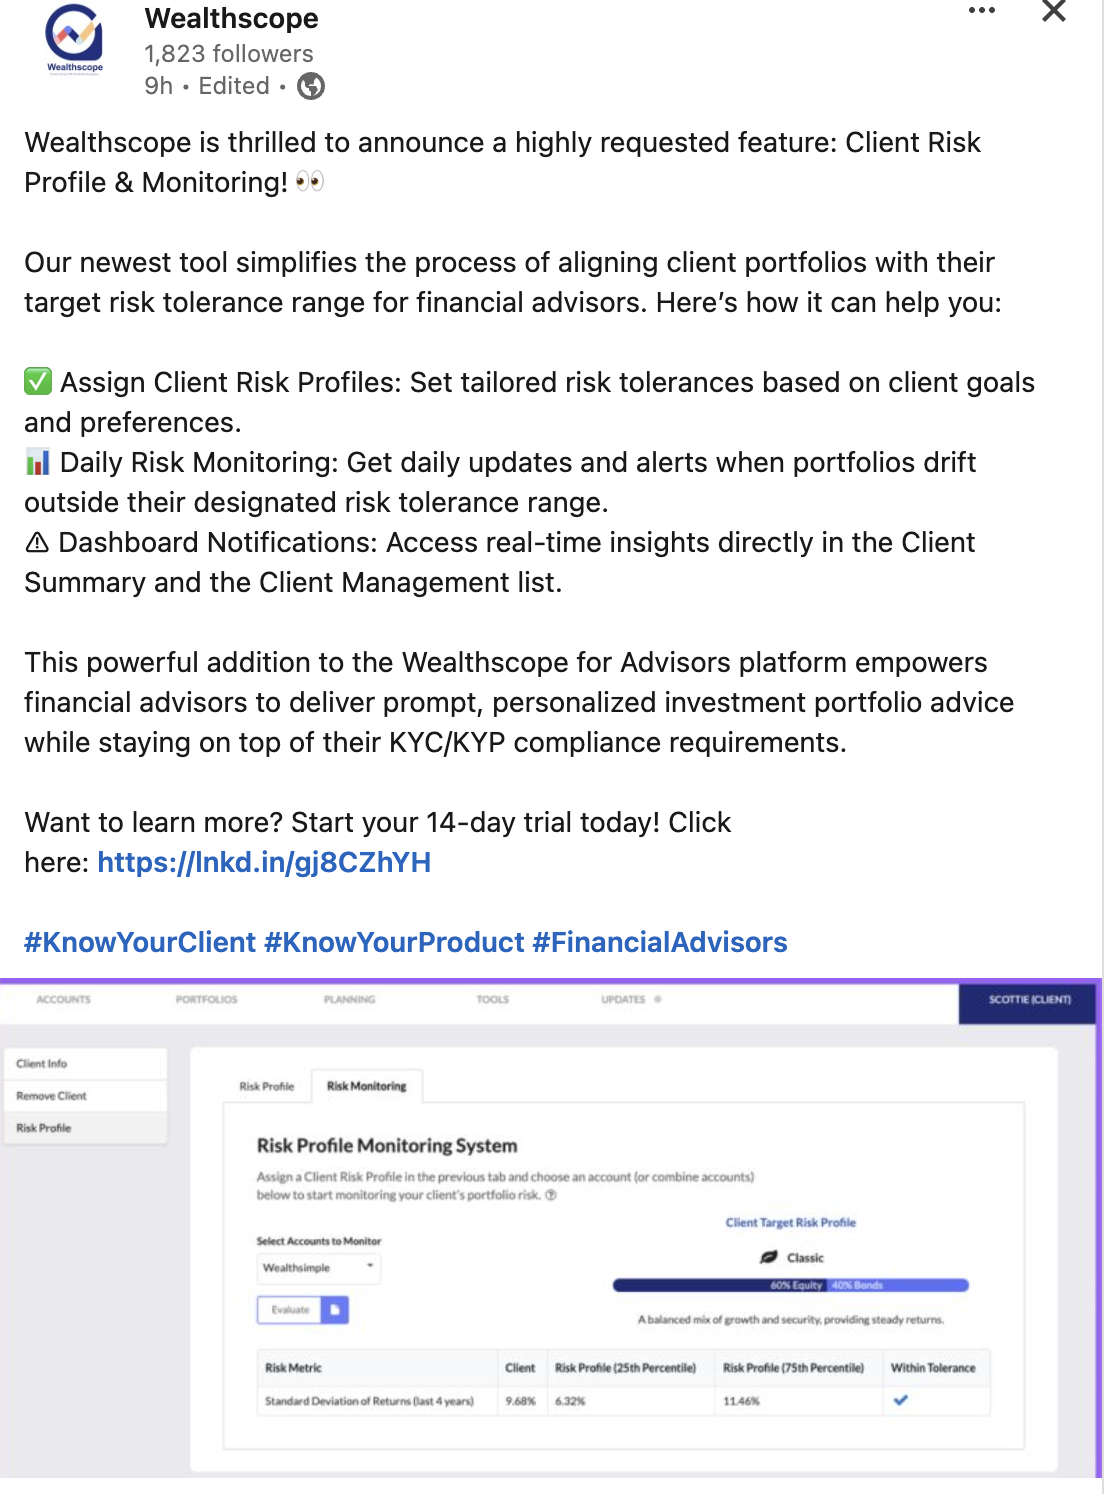 Wealthscope
1,823 followers
9h • Edited •
Wealthscope
Wealthscope is thrilled to announce a highly requested feature: Client Risk
Profile & Monitoring! 👀
Our newest tool simplifies the process of aligning client portfolios with their
target risk tolerance range for financial advisors. Here’s how it can help you:
✅ Assign Client Risk Profiles: Set tailored risk tolerances based on client goals
and preferences.
📊 Daily Risk Monitoring: Get daily updates and alerts when portfolios drift
outside their designated risk tolerance range.
⚠ Dashboard Notifications: Access real-time insights directly in the Client
Summary and the Client Management list.
This powerful addition to the Wealthscope for Advisors platform empowers
financial advisors to deliver prompt, personalized investment portfolio advice
while staying on top of their KYC/KYP compliance requirements.
Want to learn more? Start your 14-day trial today! Click
here: https://lnkd.in/gj8CZhYH
#KnowYourClient #KnowYourProduct #FinancialAdvisors
ACCOUNTS PORTFOLIOS PLANNING TOOLS UPDATES SCOTTIE (CLIENT)
Client Info
Remove Client
Risk Profile
Risk Profile Risk Monitoring
Risk Profile Monitoring System
Assign a Client Risk Profile in the previous tab and choose an account (or combine accounts)
below to start monitoring your client's portfolio risk.
Client Target Risk Profile
Select Accounts to Monitor
Classic
Wealthsimple
60% Equity 40% Bonds
Evaluate
A balanced mix of growth and security, providing steady returns.
Risk Metric Client Risk Profile (25th Percentile) Risk Profile (75th Percentile) Within Tolerance
Standard Deviation of Returns (last 4 years) 9.68% 6.32% 11.46% ✔